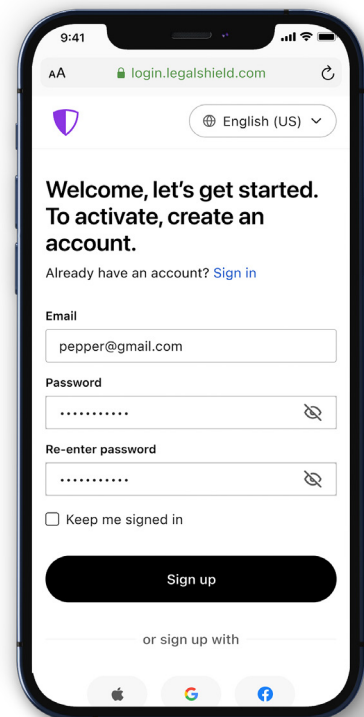 9:41
AA login.legalshield.com
English (US)
Welcome, let's get started.
To activate, create an
account.
Already have an account? Sign in
Email
pepper@gmail.com
Password
•••••••••••
Re-enter password
•••••••••••
Keep me signed in
Sign up
or sign up with
G f